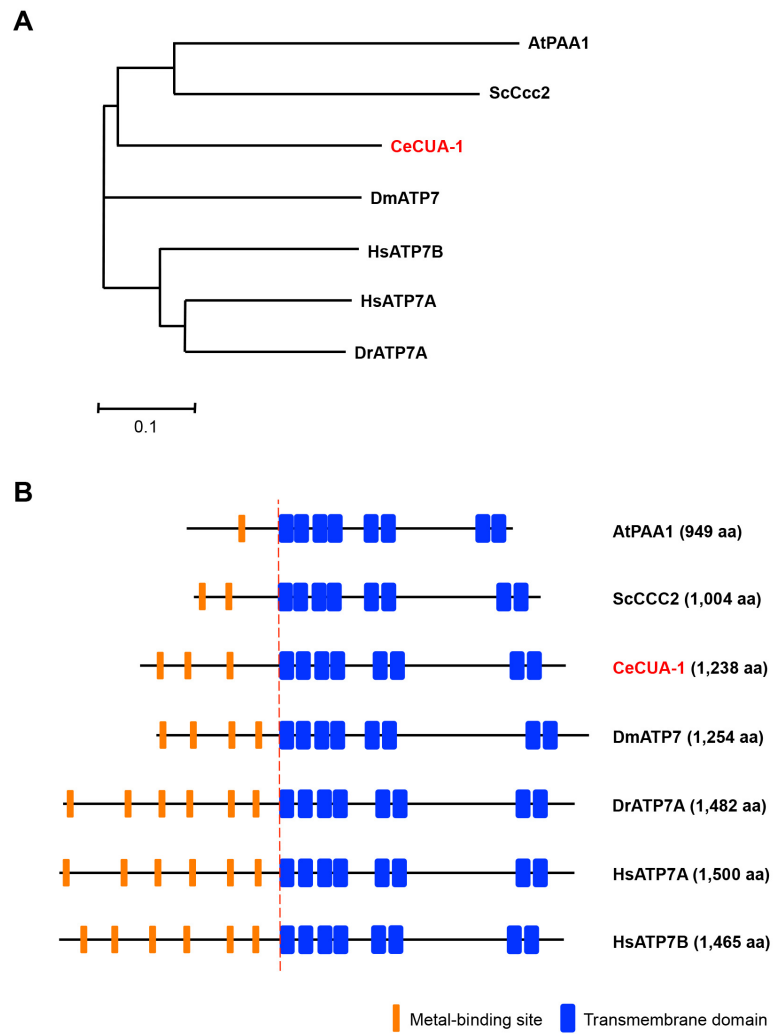 A
AtPAA1
ScCcc2
CeCUA-1
DmATP7
HsATP7B
HsATP7A
DrATP7A
0.1
B
AtPAA1 (949 aa)
ScCCC2 (1,004 aa)
CeCUA-1 (1,238 aa)
DmATP7 (1,254 aa)
DrATP7A (1,482 aa)
HsATP7A (1,500 aa)
HsATP7B (1,465 aa)
Metal-binding site Transmembrane domain